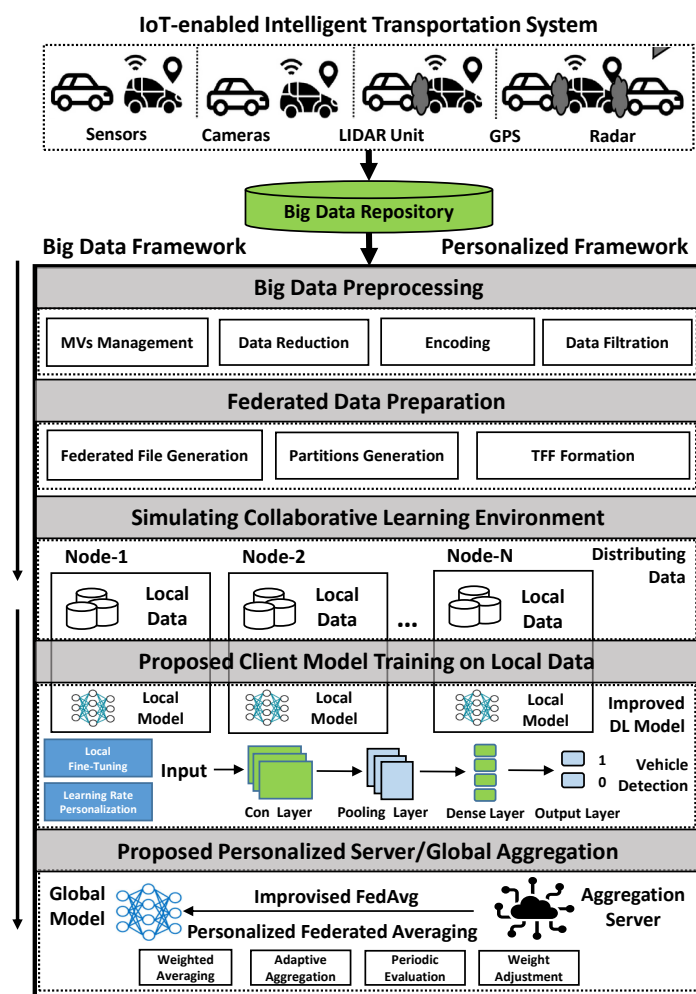 IoT-enabled Intelligent Transportation System
Sensors Cameras LIDAR Unit GPS Radar
Big Data Repository
Big Data Framework Personalized Framework
Big Data Preprocessing
MVs Management Data Reduction Encoding Data Filtration
Federated Data Preparation
Federated File Generation Partitions Generation TFF Formation
Simulating Collaborative Learning Environment
Node-1 Node-2 Node-N Distributing
Data
Local
Data
Local
Data
...
Local
Data
Proposed Client Model Training on Local Data
Local
Model
Local
Model
Local
Model
Improved
DL Model
Local
Fine-Tuning
Learning Rate
Personalization
Input
Con Layer Pooling Layer Dense Layer Output Layer
1
0
Vehicle
Detection
Proposed Personalized Server/Global Aggregation
Global
Model
Improvised FedAvg
Personalized Federated Averaging
Aggregation
Server
Weighted
Averaging
Adaptive
Aggregation
Periodic
Evaluation
Weight
Adjustment